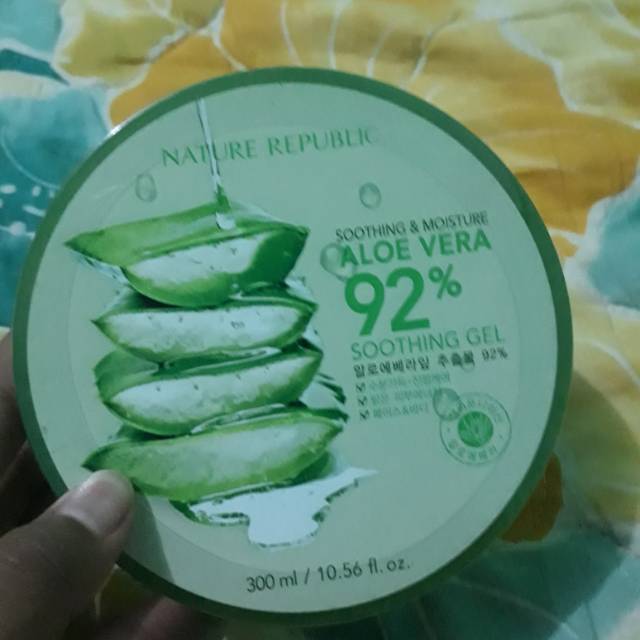 NATURE REPUBLIC
SOOTHING & MOISTURE
ALOE VERA
92%
SOOTHING GEL
알로에베라잎 추출물 92%
300 ml / 10.56 fl. oz.